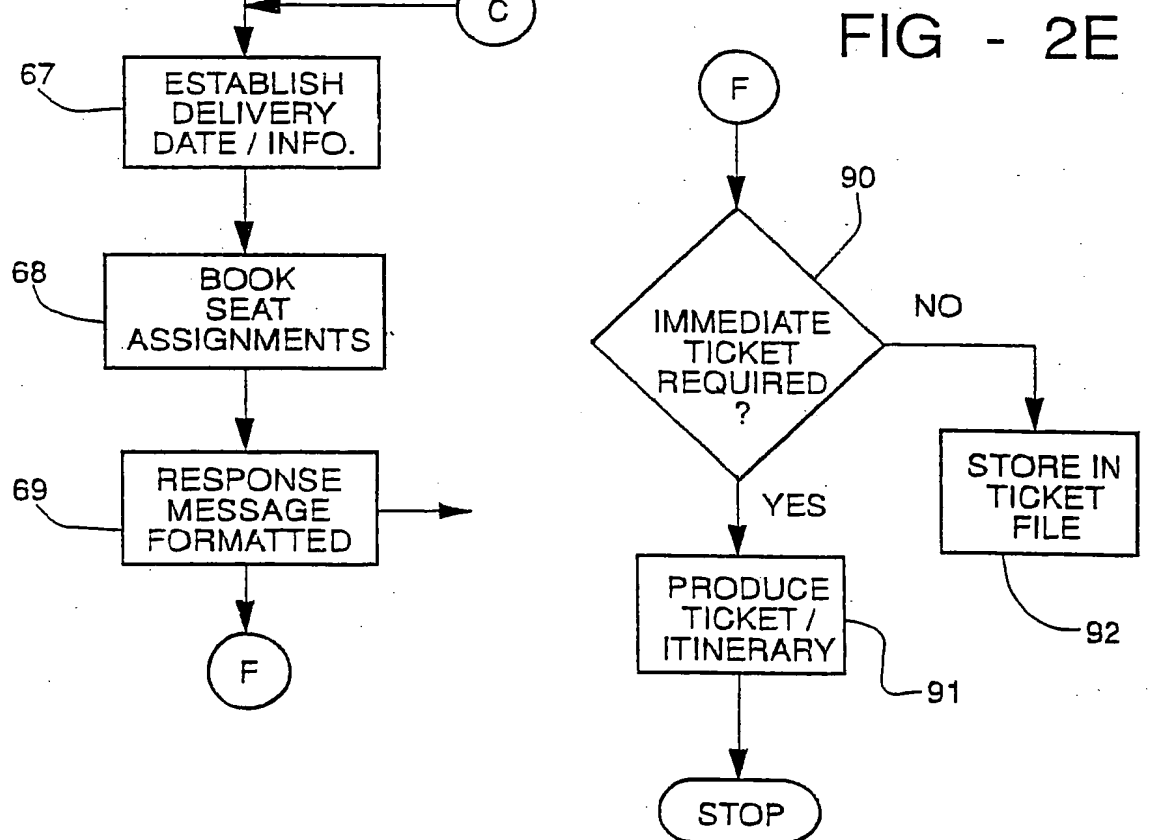 C
67
ESTABLISH
DELIVERY
DATE / INFO.
68
BOOK
SEAT
ASSIGNMENTS
69
RESPONSE
MESSAGE
FORMATTED
F
FIG - 2E
F
90
IMMEDIATE
TICKET
REQUIRED
?
NO
YES
STORE IN
TICKET
FILE
92
PRODUCE
TICKET /
ITINERARY
91
STOP